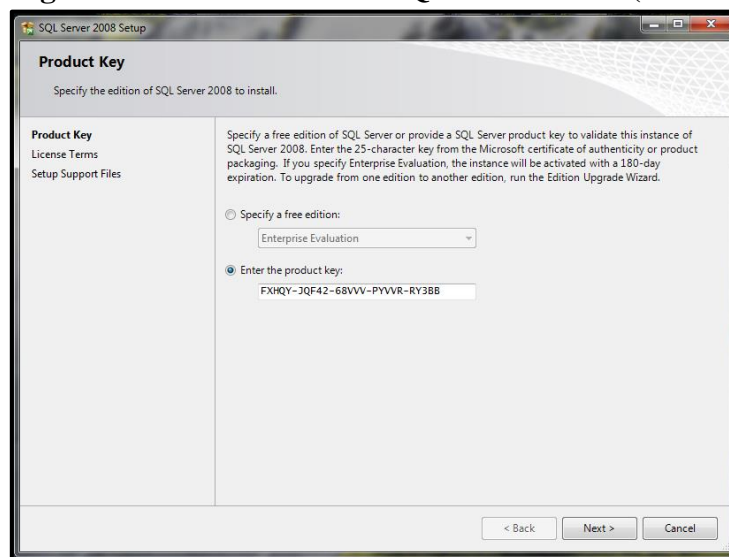 SQL Server 2008 Setup
Product Key
Specify the edition of SQL Server 2008 to install.
Product Key
License Terms
Setup Support Files
Specify a free edition of SQL Server or provide a SQL Server product key to validate this instance of
SQL Server 2008. Enter the 25-character key from the Microsoft certificate of authenticity or product
packaging. If you specify Enterprise Evaluation, the instance will be activated with a 180-day
expiration. To upgrade from one edition to another edition, run the Edition Upgrade Wizard.
Specify a free edition:
Enterprise Evaluation
Enter the product key:
FXHQY-JQF42-68VVV-PYVVR-RY3BB
< Back
Next >
Cancel